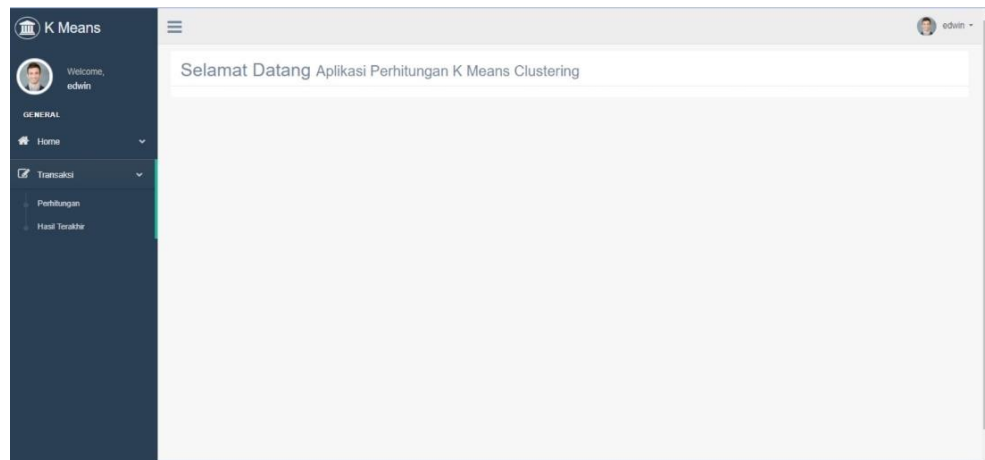 K Means
edwin
Welcome,
edwin
Selamat Datang Aplikasi Perhitungan K Means Clustering
GENERAL
Home
Transaksi
Perhitungan
Hasil Terakhir